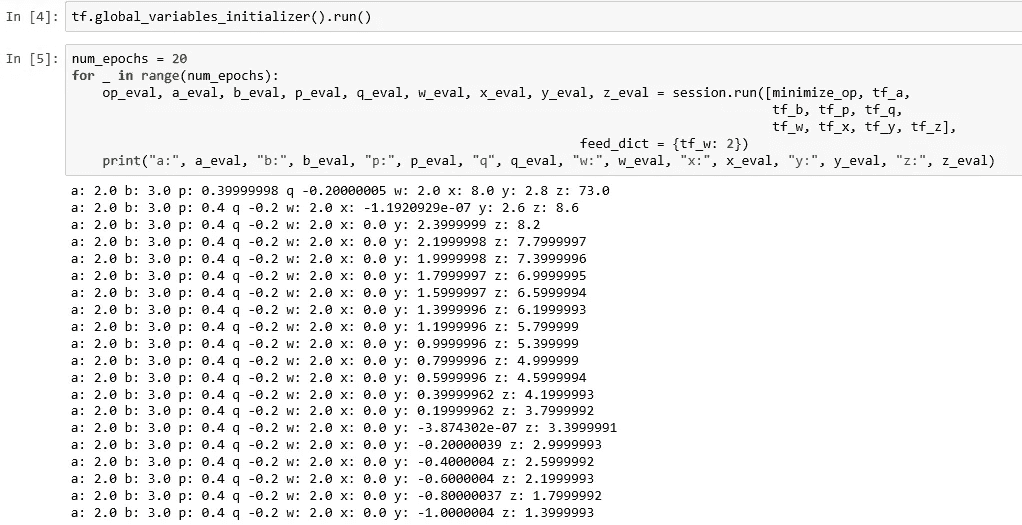 In [4]: tf.global_variables_initializer().run()
In [5]: num_epochs = 20
for _ in range(num_epochs):
op_eval, a_eval, b_eval, p_eval, q_eval, w_eval, x_eval, y_eval, z_eval = session.run([minimize_op, tf_a,
tf_b, tf_p, tf_q,
tf_w, tf_x, tf_y, tf_z],
feed_dict = {tf_w: 2})
print("a:", a_eval, "b:", b_eval, "p:", p_eval, "q", q_eval, "w:", w_eval, "x:", x_eval, "y:", y_eval, "z:", z_eval)
a: 2.0 b: 3.0 p: 0.39999998 q -0.20000005 w: 2.0 x: 8.0 y: 2.8 z: 73.0
a: 2.0 b: 3.0 p: 0.4 q -0.2 w: 2.0 x: -1.1920929e-07 y: 2.6 z: 8.6
a: 2.0 b: 3.0 p: 0.4 q -0.2 w: 2.0 x: 0.0 y: 2.3999999 z: 8.2
a: 2.0 b: 3.0 p: 0.4 q -0.2 w: 2.0 x: 0.0 y: 2.1999998 z: 7.7999997
a: 2.0 b: 3.0 p: 0.4 q -0.2 w: 2.0 x: 0.0 y: 1.9999998 z: 7.3999996
a: 2.0 b: 3.0 p: 0.4 q -0.2 w: 2.0 x: 0.0 y: 1.7999997 z: 6.9999995
a: 2.0 b: 3.0 p: 0.4 q -0.2 w: 2.0 x: 0.0 y: 1.5999997 z: 6.5999994
a: 2.0 b: 3.0 p: 0.4 q -0.2 w: 2.0 x: 0.0 y: 1.3999996 z: 6.1999993
a: 2.0 b: 3.0 p: 0.4 q -0.2 w: 2.0 x: 0.0 y: 1.1999996 z: 5.799999
a: 2.0 b: 3.0 p: 0.4 q -0.2 w: 2.0 x: 0.0 y: 0.9999996 z: 5.399999
a: 2.0 b: 3.0 p: 0.4 q -0.2 w: 2.0 x: 0.0 y: 0.7999996 z: 4.999999
a: 2.0 b: 3.0 p: 0.4 q -0.2 w: 2.0 x: 0.0 y: 0.5999996 z: 4.5999994
a: 2.0 b: 3.0 p: 0.4 q -0.2 w: 2.0 x: 0.0 y: 0.39999962 z: 4.1999993
a: 2.0 b: 3.0 p: 0.4 q -0.2 w: 2.0 x: 0.0 y: 0.19999962 z: 3.7999992
a: 2.0 b: 3.0 p: 0.4 q -0.2 w: 2.0 x: 0.0 y: -3.874302e-07 z: 3.3999991
a: 2.0 b: 3.0 p: 0.4 q -0.2 w: 2.0 x: 0.0 y: -0.20000039 z: 2.9999993
a: 2.0 b: 3.0 p: 0.4 q -0.2 w: 2.0 x: 0.0 y: -0.4000004 z: 2.5999992
a: 2.0 b: 3.0 p: 0.4 q -0.2 w: 2.0 x: 0.0 y: -0.6000004 z: 2.1999993
a: 2.0 b: 3.0 p: 0.4 q -0.2 w: 2.0 x: 0.0 y: -0.80000037 z: 1.7999992
a: 2.0 b: 3.0 p: 0.4 q -0.2 w: 2.0 x: 0.0 y: -1.0000004 z: 1.3999993